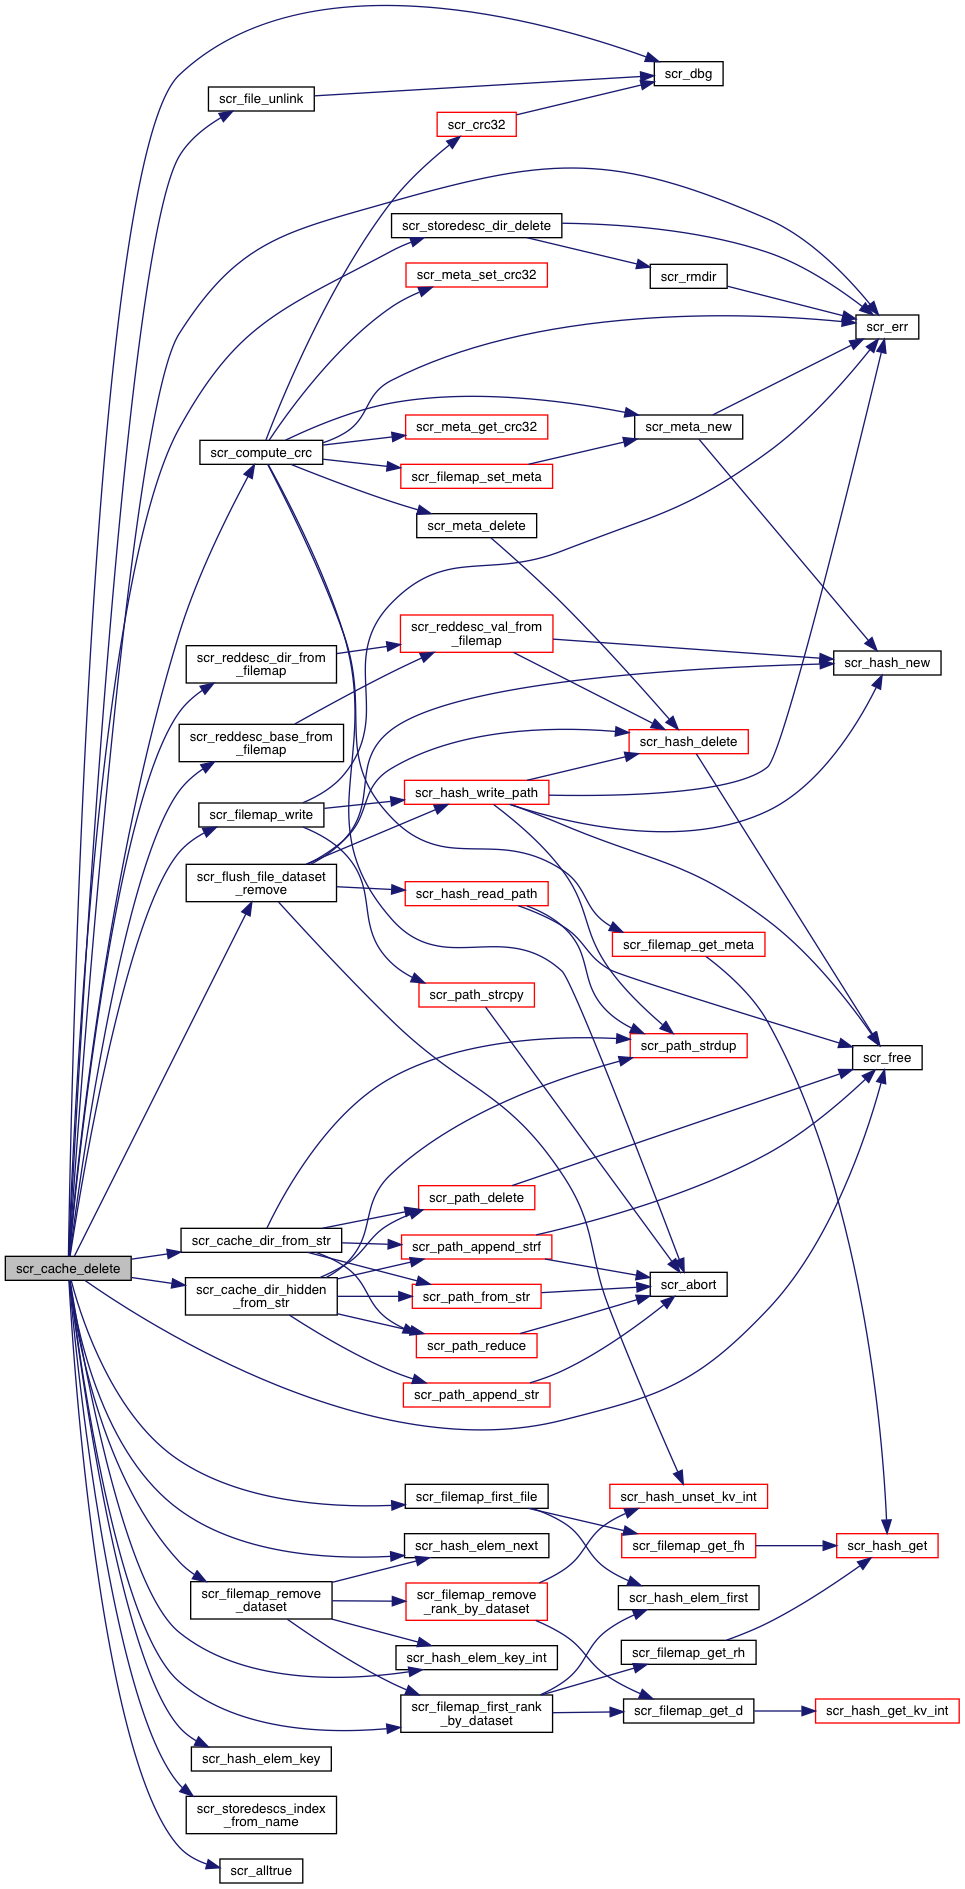 scr_dbg
scr_file_unlink
scr_crc32
scr_storedesc_dir_delete
scr_meta_set_crc32
scr_rmdir
scr_err
scr_meta_get_crc32
scr_meta_new
scr_compute_crc
scr_filemap_set_meta
scr_meta_delete
scr_reddesc_val_from
_filemap
scr_reddesc_dir_from
_filemap
scr_hash_new
scr_reddesc_base_from
_filemap
scr_hash_delete
scr_hash_write_path
scr_filemap_write
scr_flush_file_dataset
_remove
scr_hash_read_path
scr_filemap_get_meta
scr_path_strcpy
scr_path_strdup
scr_free
scr_path_delete
scr_cache_dir_from_str
scr_path_append_strf
scr_cache_delete
scr_cache_dir_hidden
_from_str
scr_path_from_str
scr_abort
scr_path_reduce
scr_path_append_str
scr_filemap_first_file
scr_hash_unset_kv_int
scr_hash_elem_next
scr_filemap_get_fh
scr_hash_get
scr_filemap_remove
_dataset
scr_filemap_remove
_rank_by_dataset
scr_hash_elem_first
scr_hash_elem_key_int
scr_filemap_get_rh
scr_filemap_first_rank
_by_dataset
scr_filemap_get_d
scr_hash_get_kv_int
scr_hash_elem_key
scr_storedescs_index
_from_name
scr_alltrue